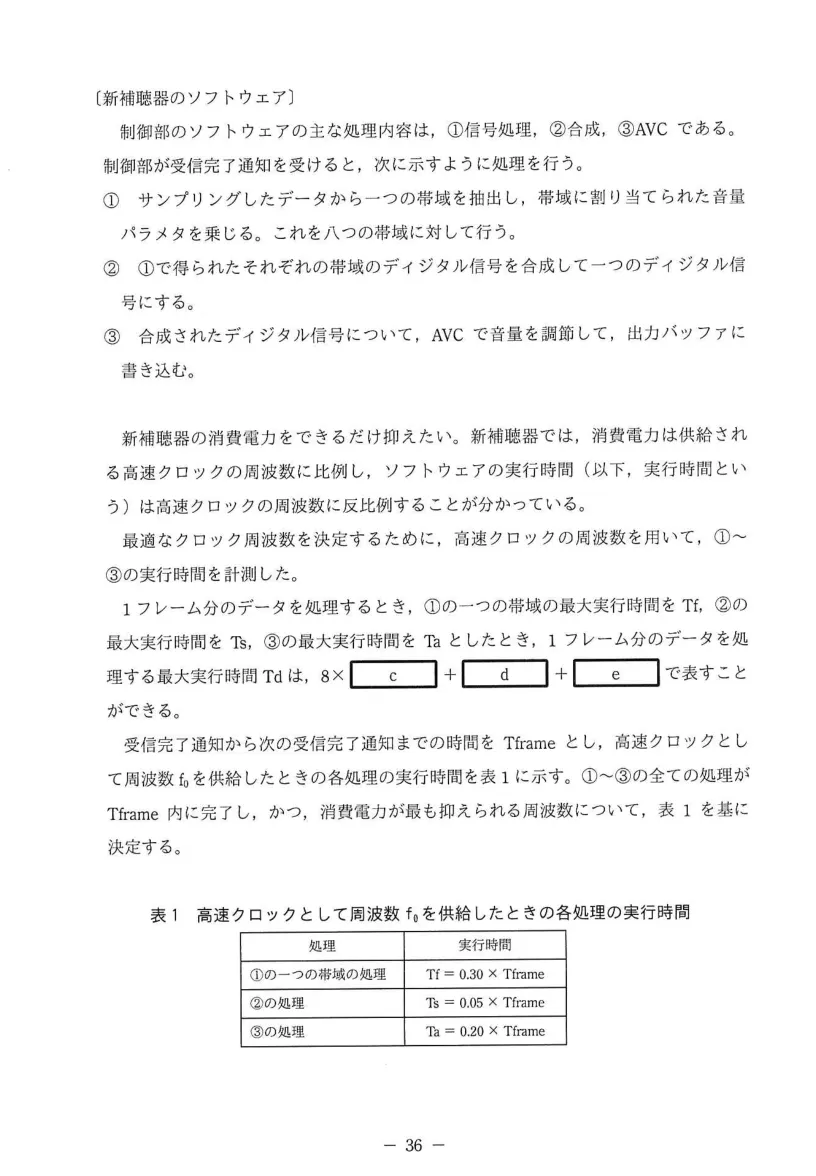 〔新補聴器のソフトウェア〕
制御部のソフトウェアの主な処理内容は，①信号処理，②合成，③AVC である。
制御部が受信完了通知を受けると，次に示すように処理を行う。
① サンプリングしたデータから一つの帯域を抽出し，帯域に割り当てられた音量
パラメタを乗じる。これを八つの帯域に対して行う。
② ①で得られたそれぞれの帯域のディジタル信号を合成して一つのディジタル信
号にする。
③ 合成されたディジタル信号について，AVC で音量を調節して，出力バッファに
書き込む。
新補聴器の消費電力をできるだけ抑えたい。新補聴器では，消費電力は供給され
る高速クロックの周波数に比例し，ソフトウェアの実行時間（以下，実行時間とい
う）は高速クロックの周波数に反比例することが分かっている。
最適なクロック周波数を決定するために，高速クロックの周波数を用いて，①～
③の実行時間を計測した。
1 フレーム分のデータを処理するとき，①の一つの帯域の最大実行時間を Tf，②の
最大実行時間を Ts，③の最大実行時間を Ta としたとき，1 フレーム分のデータを処
理する最大実行時間 Td は，8× c ＋ d ＋ e で表すこと
ができる。
受信完了通知から次の受信完了通知までの時間を Tframe とし，高速クロックとし
て周波数 f₀ を供給したときの各処理の実行時間を表 1 に示す。①～③の全ての処理が
Tframe 内に完了し，かつ，消費電力が最も抑えられる周波数について，表 1 を基に
決定する。
表 1 高速クロックとして周波数 f₀ を供給したときの各処理の実行時間
処理 実行時間
①の一つの帯域の処理 Tf = 0.30 × Tframe
②の処理 Ts = 0.05 × Tframe
③の処理 Ta = 0.20 × Tframe
－ 36 －